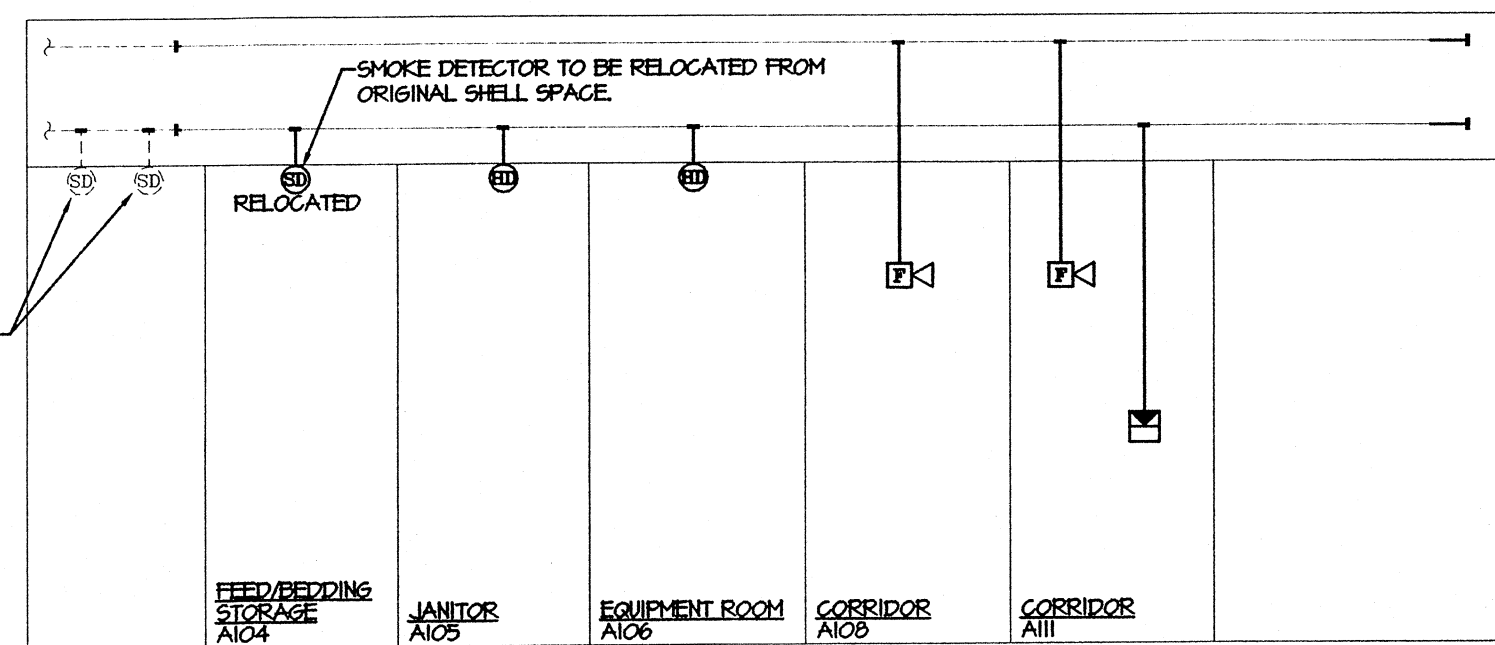 SMOKE DETECTOR TO BE RELOCATED FROM
ORIGINAL SHELL SPACE.
SD
SD
SD
HD
HD
RELOCATED
F
F
FEED/BEDDING
STORAGE
A104
JANITOR
A105
EQUIPMENT ROOM
A106
CORRIDOR
A108
CORRIDOR
A111